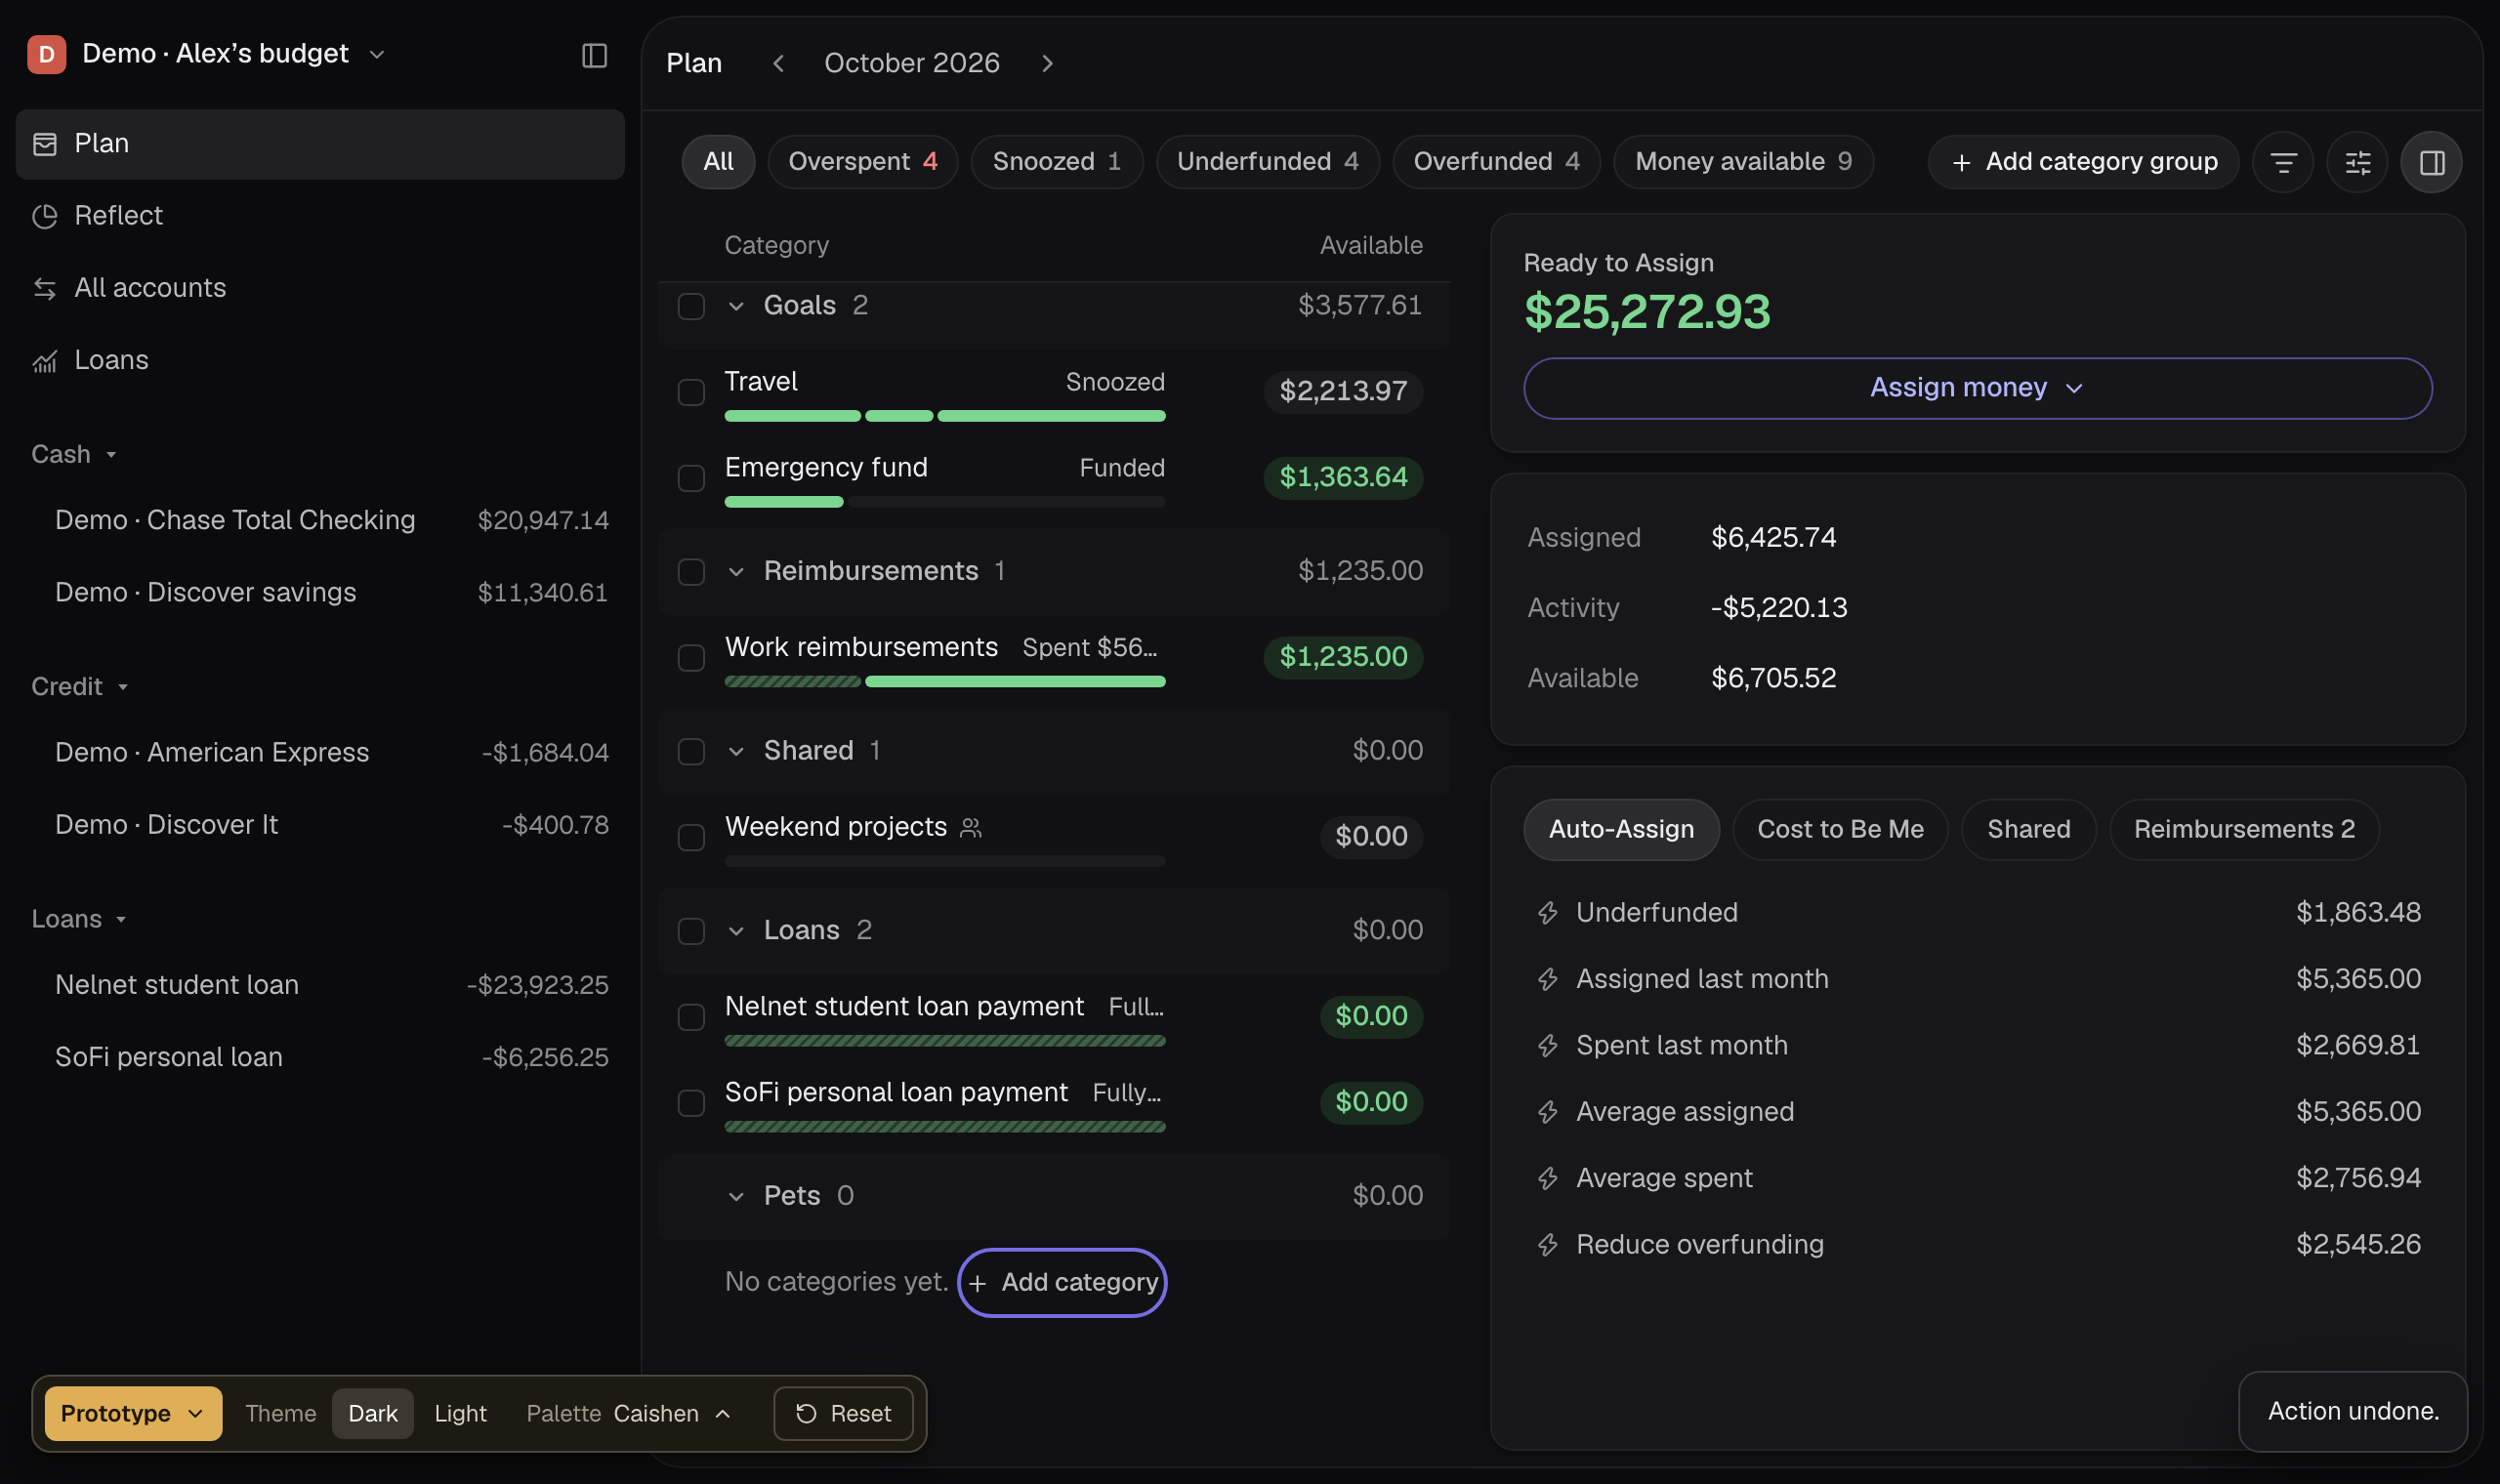 D Demo · Alex’s budget
Plan
Reflect
All accounts
Loans
Cash
Demo · Chase Total Checking $20,947.14
Demo · Discover savings $11,340.61
Credit
Demo · American Express -$1,684.04
Demo · Discover It -$400.78
Loans
Nelnet student loan -$23,923.25
SoFi personal loan -$6,256.25
Plan October 2026
All Overspent 4 Snoozed 1 Underfunded 4 Overfunded 4 Money available 9 Add category group
Category Available
Goals 2 $3,577.61
Travel Snoozed $2,213.97
Emergency fund Funded $1,363.64
Reimbursements 1 $1,235.00
Work reimbursements Spent $56... $1,235.00
Shared 1 $0.00
Weekend projects $0.00
Loans 2 $0.00
Nelnet student loan payment Full... $0.00
SoFi personal loan payment Fully... $0.00
Pets 0 $0.00
No categories yet. + Add category
Ready to Assign
$25,272.93
Assign money
Assigned $6,425.74
Activity -$5,220.13
Available $6,705.52
Auto-Assign Cost to Be Me Shared Reimbursements 2
Underfunded $1,863.48
Assigned last month $5,365.00
Spent last month $2,669.81
Average assigned $5,365.00
Average spent $2,756.94
Reduce overfunding $2,545.26
Prototype Theme Dark Light Palette Caishen Reset
Action undone.